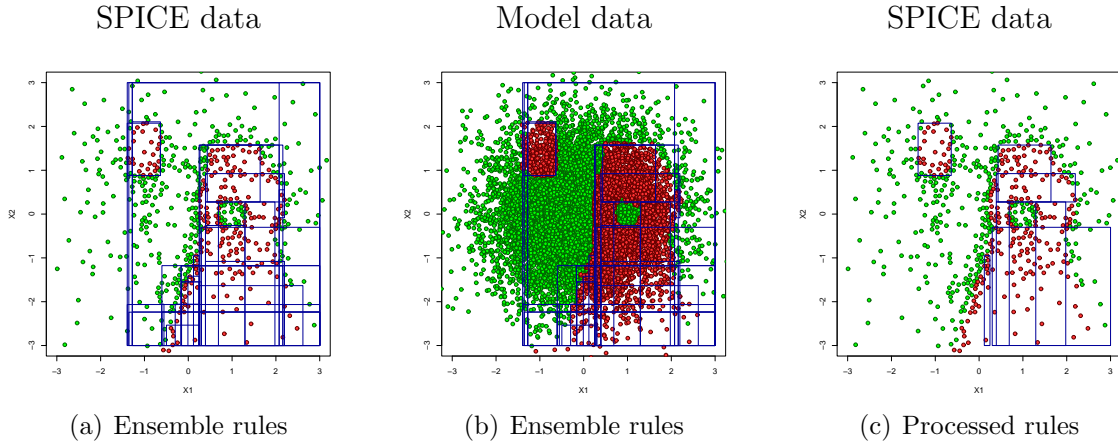 SPICE data Model data SPICE data
3 3 3
2 2 2
1 1 1
X2 0 X2 0 X2 0
−1 −1 −1
−2 −2 −2
−3 −3 −3
−3 −2 −1 0 1 2 3 −3 −2 −1 0 1 2 3 −3 −2 −1 0 1 2 3
X1 X1 X1
(a) Ensemble rules (b) Ensemble rules (c) Processed rules